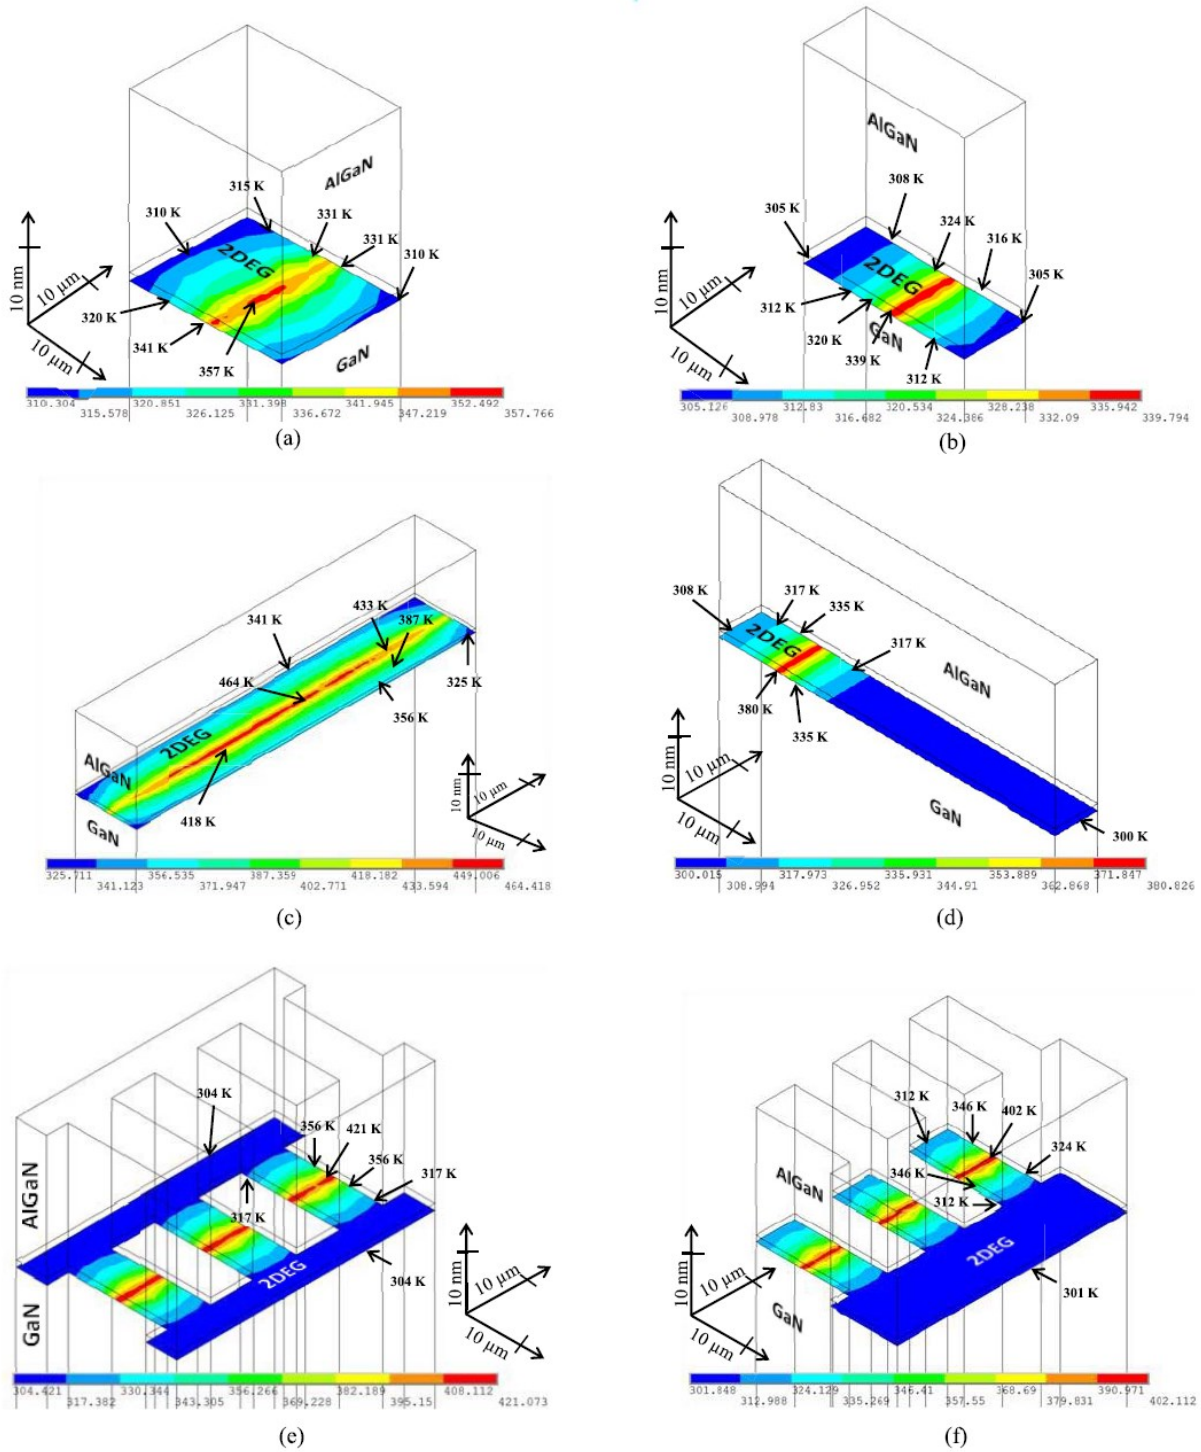 AlGaN
315 K
310 K
331 K
331 K
310 K
2DEG
10 nm
10 µm
10 µm
320 K
341 K
357 K
GaN
310.304 315.578 320.851 326.125 331.398 336.672 341.945 347.219 352.492 357.766
(a)
AlGaN
308 K
305 K
324 K
316 K
305 K
2DEG
10 nm
10 µm
10 µm
312 K
320 K
339 K
GaN
312 K
305.126 308.978 312.83 316.682 320.534 324.386 328.238 332.09 335.942 339.794
(b)
433 K
341 K
387 K
464 K
325 K
356 K
2DEG
AlGaN
GaN
418 K
10 nm
10 µm
10 µm
325.711 341.123 356.535 371.947 387.359 402.771 418.182 433.594 449.006 464.418
(c)
308 K
317 K
335 K
317 K
2DEG
AlGaN
380 K
335 K
10 nm
10 µm
10 µm
GaN
300 K
300.015 308.994 317.973 326.952 335.931 344.91 353.889 362.868 371.847 380.826
(d)
304 K
356 K
421 K
356 K
317 K
AlGaN
317 K
2DEG
304 K
GaN
10 nm
10 µm
10 µm
304.421 317.382 330.344 343.305 356.266 369.228 382.189 395.15 408.112 421.073
(e)
312 K
346 K
402 K
324 K
346 K
312 K
AlGaN
2DEG
301 K
GaN
10 nm
10 µm
10 µm
301.848 312.988 324.129 335.269 346.41 357.55 368.69 379.831 390.971 402.112
(f)